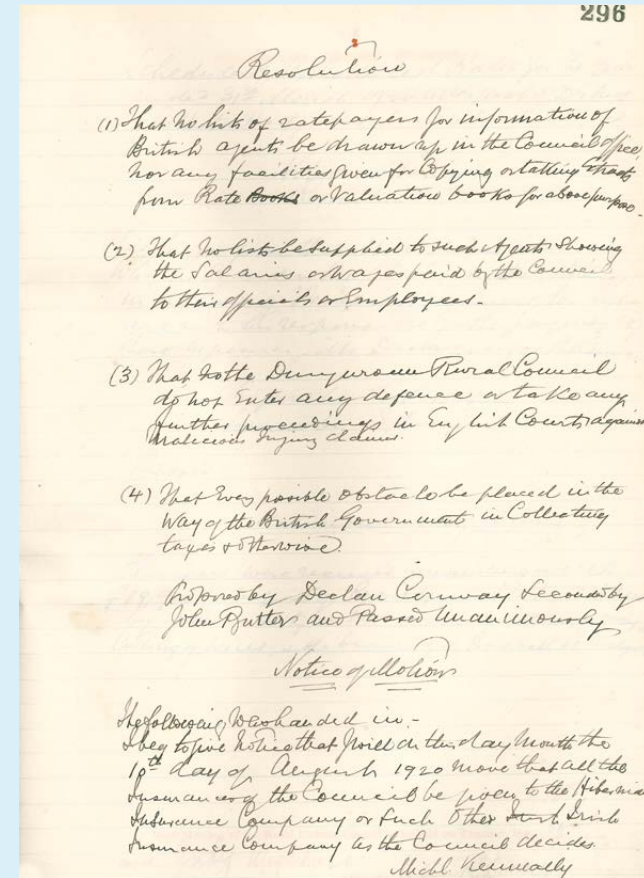 296
Resolution
(1) That no lists of ratepayers for information of
British agents be drawn up in the Council office
nor any facilities given for Copying or taking
from Rate Books or Valuation books for above purpose.
(2) That no lists be supplied to such Agents showing
the Salaries or wages paid by the Council
to their officials or Employees.
(3) That the Dungarvan Rural Council
do not Enter any defence or take any
further proceedings in English Courts against
malicious injury claims.
(4) That Every possible obstacle be placed in the
way of the British Government in Collecting
taxes & otherwise.
Proposed by Declan Conway Seconded by
John Butler and Passed Unanimously
Notice of Motion
The following was handed in:-
I beg to give Notice that I will on this day Month the
10th day of August 1920 move that all the
Insurances of the Council be given to the Hibernian
Insurance Company or such other Irish Irish
Insurance Company as the Council decides.
Michl Kenneally